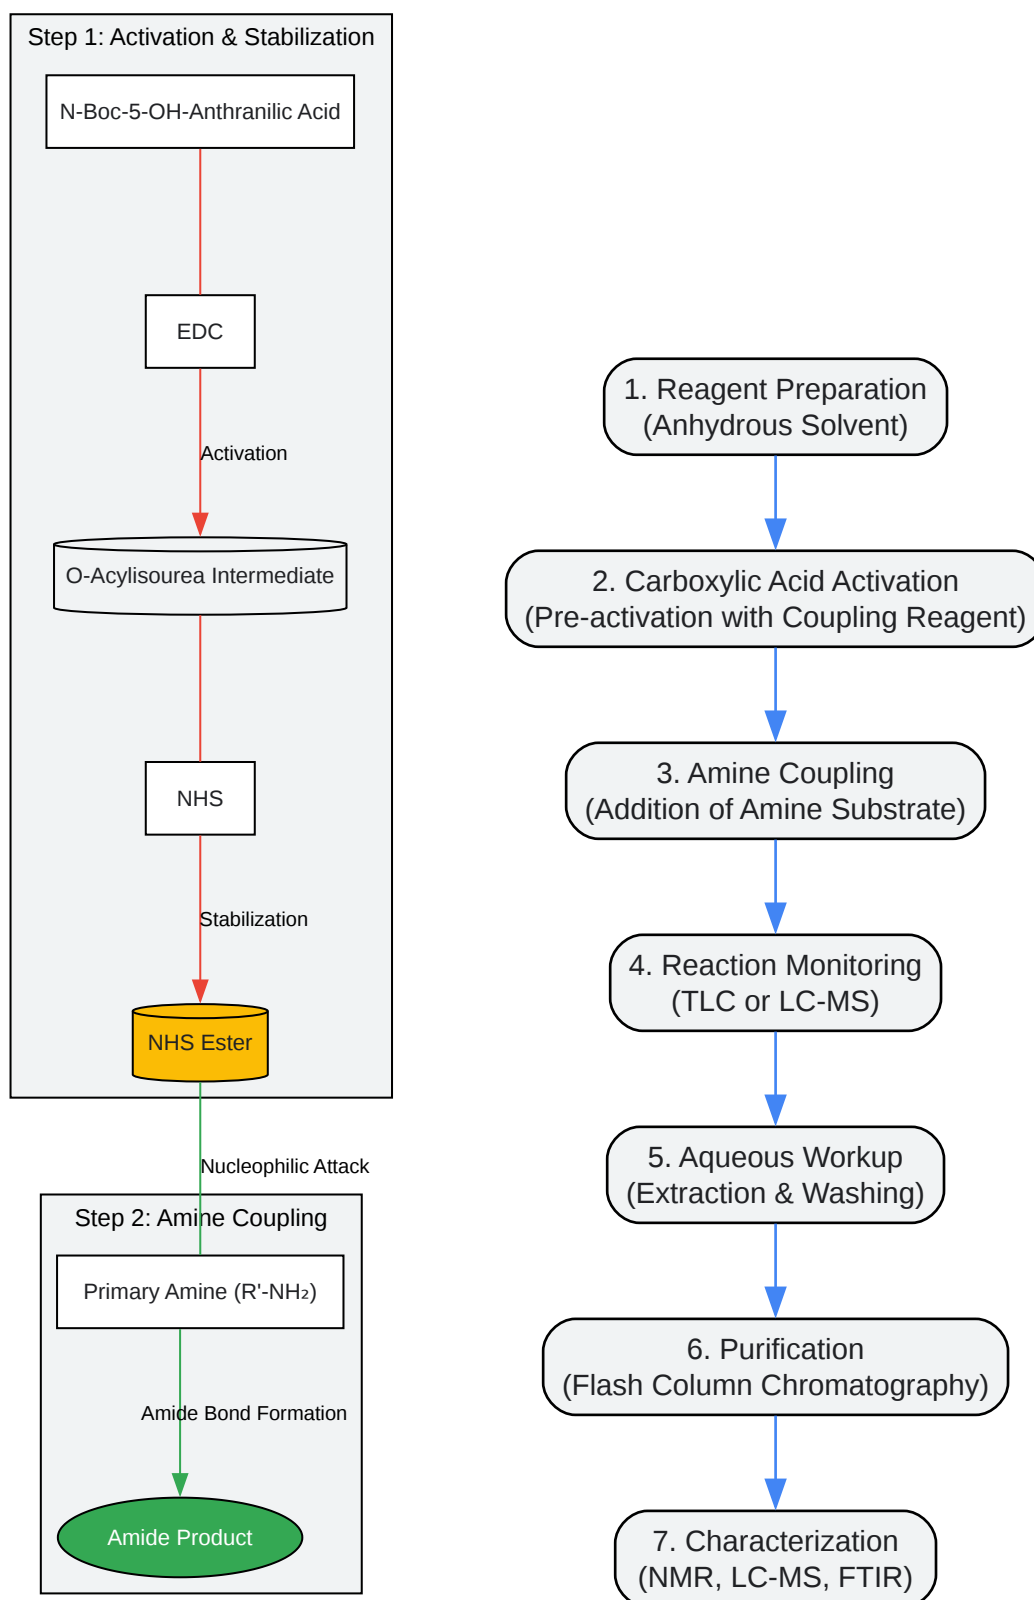 Step 1: Activation & Stabilization
N-Boc-5-OH-Anthranilic Acid
EDC
Activation
O-Acylisourea Intermediate
NHS
Stabilization
NHS Ester
Nucleophilic Attack
Step 2: Amine Coupling
Primary Amine (R'-NH₂)
Amide Bond Formation
Amide Product
1. Reagent Preparation
(Anhydrous Solvent)
2. Carboxylic Acid Activation
(Pre-activation with Coupling Reagent)
3. Amine Coupling
(Addition of Amine Substrate)
4. Reaction Monitoring
(TLC or LC-MS)
5. Aqueous Workup
(Extraction & Washing)
6. Purification
(Flash Column Chromatography)
7. Characterization
(NMR, LC-MS, FTIR)